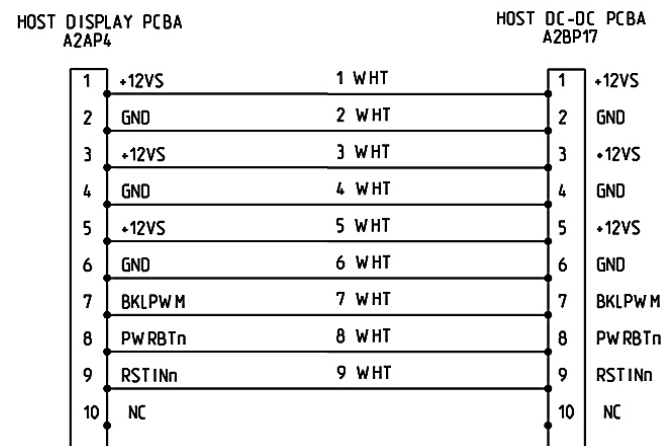 HOST DISPLAY PCBA
A2AP4
HOST DC-DC PCBA
A2BP17
1 +12VS 1 WHT 1 +12VS
2 GND 2 WHT 2 GND
3 +12VS 3 WHT 3 +12VS
4 GND 4 WHT 4 GND
5 +12VS 5 WHT 5 +12VS
6 GND 6 WHT 6 GND
7 BKLPWM 7 WHT 7 BKLPWM
8 PWRBTn 8 WHT 8 PWRBTn
9 RSTINn 9 WHT 9 RSTINn
10 NC 10 NC